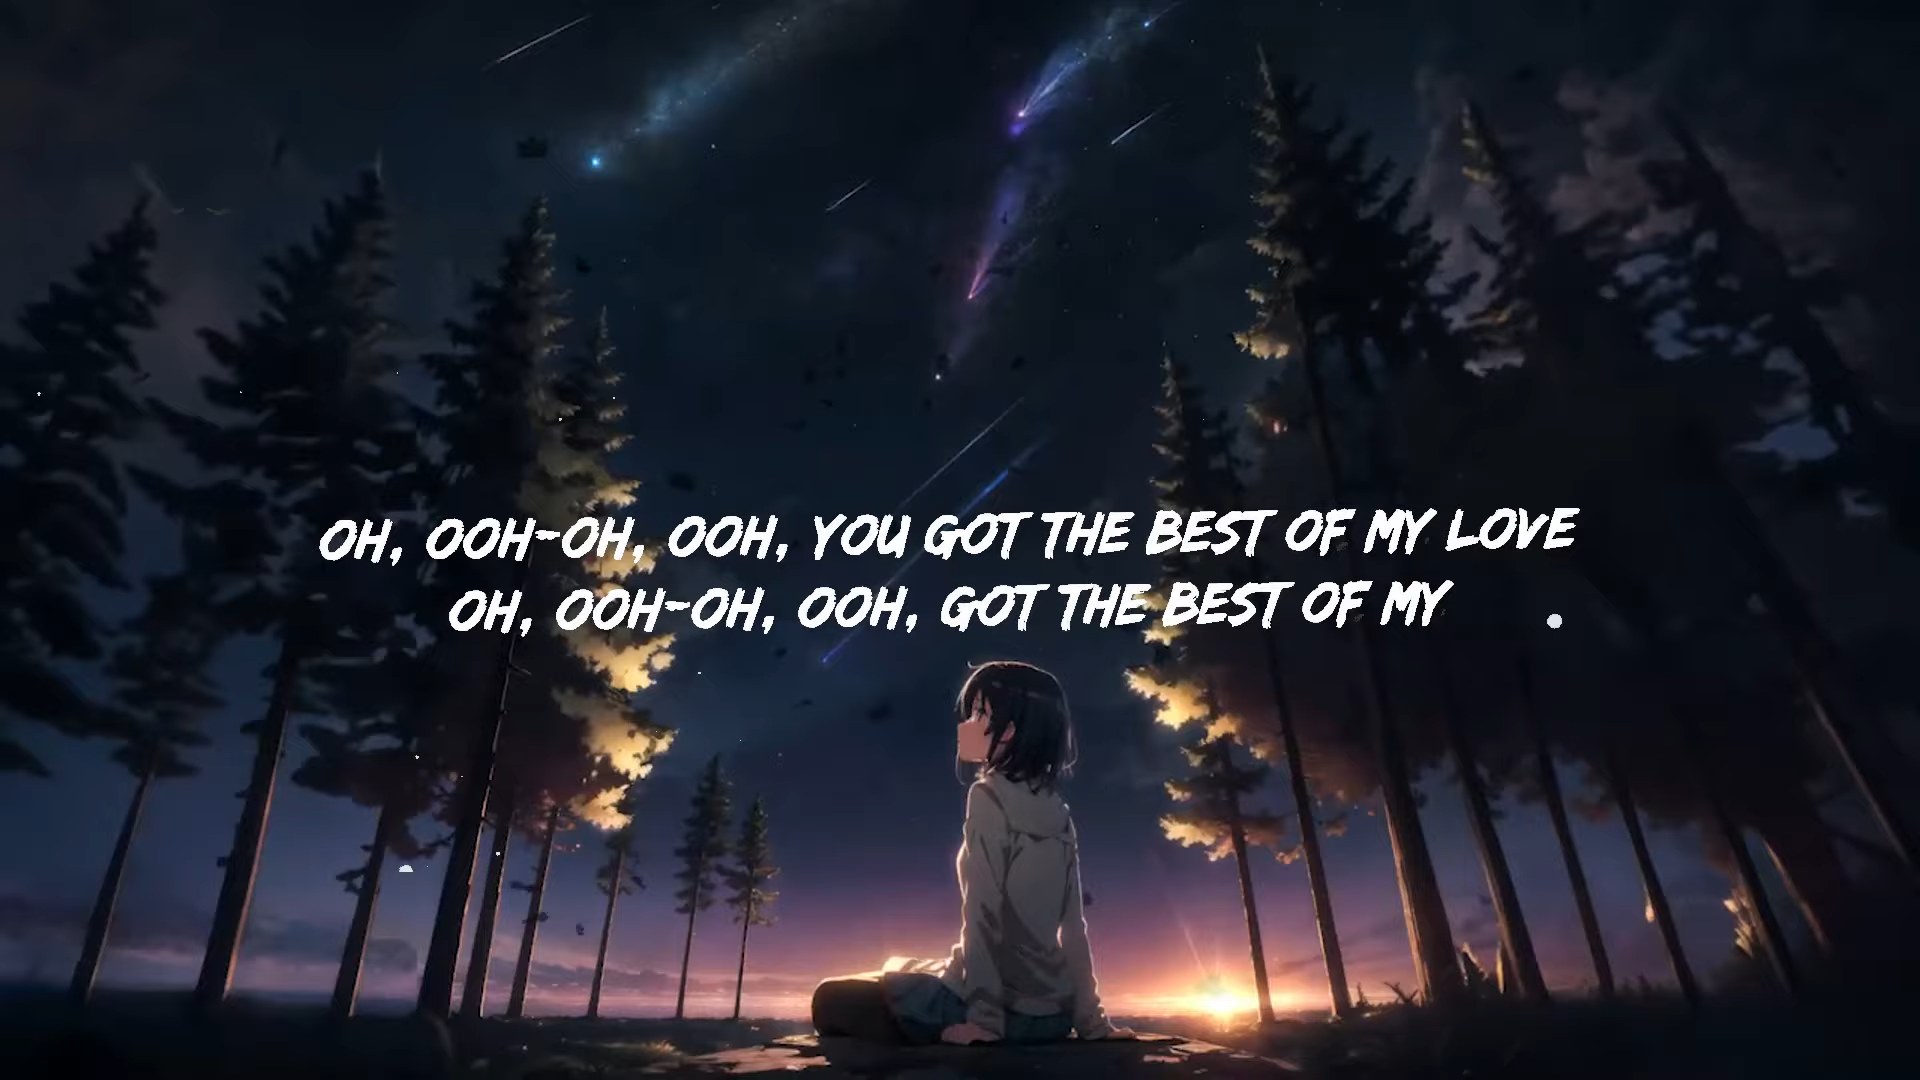 OH, OOH-OH, OOH, YOU GOT THE BEST OF MY LOVE
OH, OOH-OH, OOH, GOT THE BEST OF MY